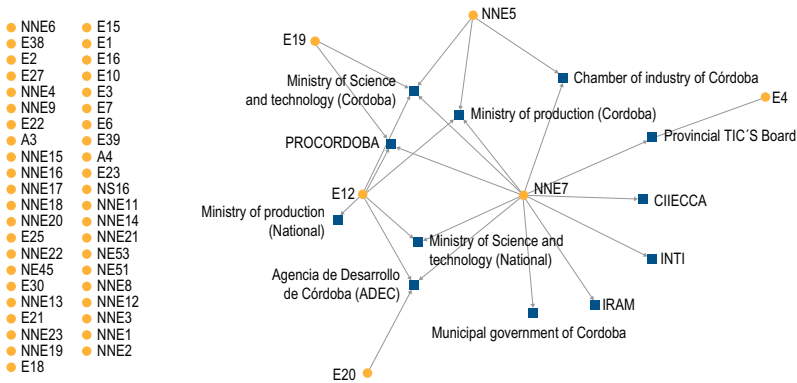 NNE6
E38
E2
E27
NNE4
NNE9
E22
A3
NNE15
NNE16
NNE17
NNE18
NNE20
E25
NNE22
NE45
E30
NNE13
E21
NNE23
NNE19
E18
E15
E1
E16
E10
E3
E7
E6
E39
A4
E23
NS16
NNE11
NNE14
NNE21
NE53
NE51
NNE8
NNE12
NNE3
NNE1
NNE2
NNE5
E19
Ministry of Science
and technology (Cordoba)
Chamber of industry of Córdoba
E4
Ministry of production (Cordoba)
PROCORDOBA
Provincial TIC´S Board
E12
NNE7
CIIECCA
Ministry of production
(National)
Ministry of Science and
technology (National)
INTI
Agencia de Desarrollo
de Córdoba (ADEC)
IRAM
Municipal government of Cordoba
E20